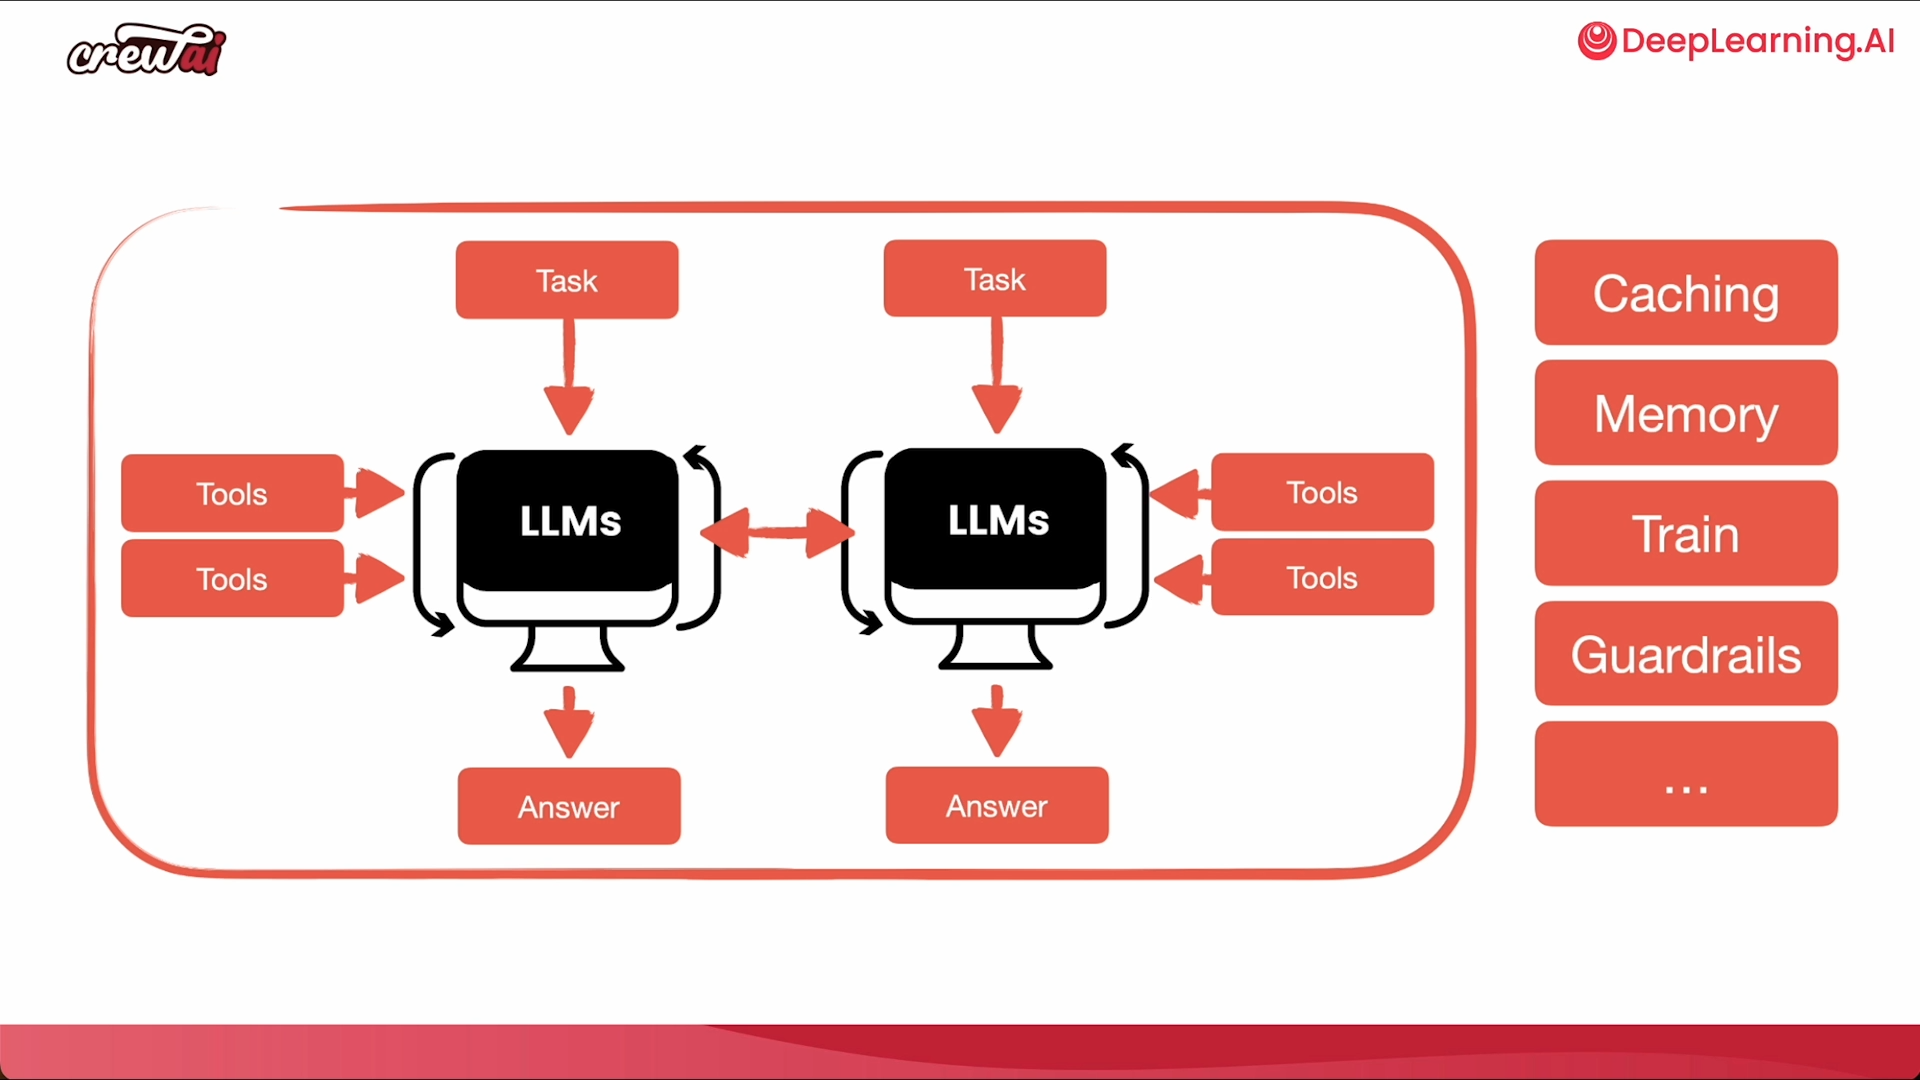 crewai
DeepLearning.AI
Task
Task
Caching
Memory
Tools
LLMs
LLMs
Tools
Train
Tools
Tools
Guardrails
...
Answer
Answer